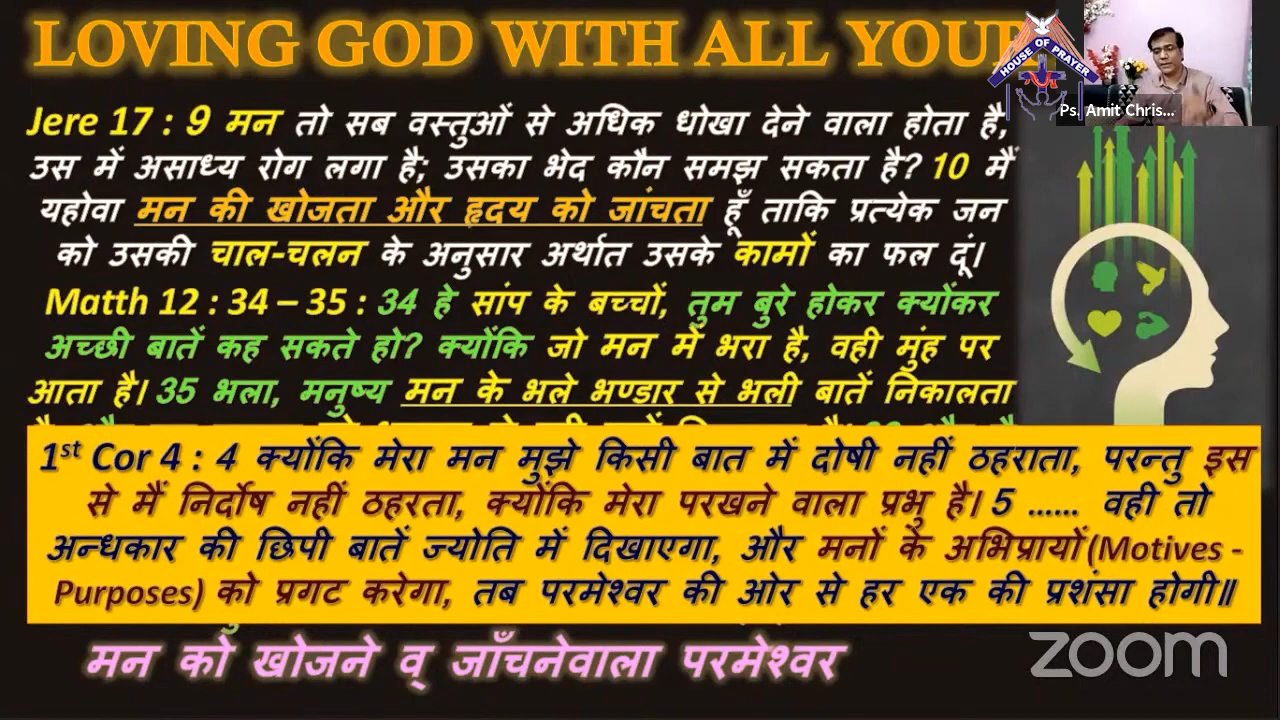 LOVING GOD WITH ALL YOUR
HOUSE OF PRAYER
Ps. Amit Chris...
Jere 17 : 9 मन तो सब वस्तुओं से अधिक धोखा देने वाला होता है,
उस में असाध्य रोग लगा है; उसका भेद कौन समझ सकता है? 10 मैं
यहोवा मन की खोजता और हृदय को जांचता हूँ ताकि प्रत्येक जन
को उसकी चाल-चलन के अनुसार अर्थात उसके कामों का फल दूं।
Matth 12 : 34 – 35 : 34 हे सांप के बच्चों, तुम बुरे होकर क्योंकर
अच्छी बातें कह सकते हो? क्योंकि जो मन में भरा है, वही मुंह पर
आता है। 35 भला, मनुष्य मन के भले भण्डार से भली बातें निकालता
1st Cor 4 : 4 क्योंकि मेरा मन मुझे किसी बात में दोषी नहीं ठहराता, परन्तु इस
से मैं निर्दोष नहीं ठहरता, क्योंकि मेरा परखने वाला प्रभु है। 5 ...... वही तो
अन्धकार की छिपी बातें ज्योति में दिखाएगा, और मनों के अभिप्रायों (Motives -
Purposes) को प्रगट करेगा, तब परमेश्वर की ओर से हर एक की प्रशंसा होगी॥
मन को खोजने व् जाँचनेवाला परमेश्वर
zoom